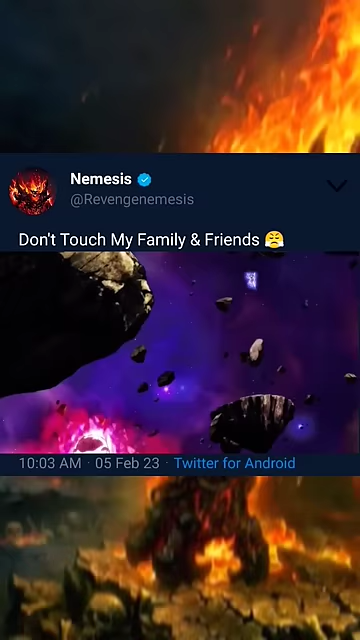 Nemesis
@Revengenemesis
Don't Touch My Family & Friends 😤
10:03 AM · 05 Feb 23 · Twitter for Android